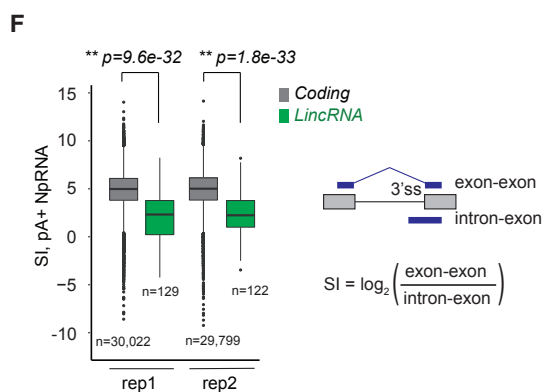 F
** p=9.6e-32
** p=1.8e-33
Coding
LincRNA
SI, pA+ NpRNA
15
10
5
0
−5
-10
n=129
n=122
n=30,022
n=29,799
rep1
rep2
3'ss
exon-exon
intron-exon
SI = log2(exon-exon
intron-exon)